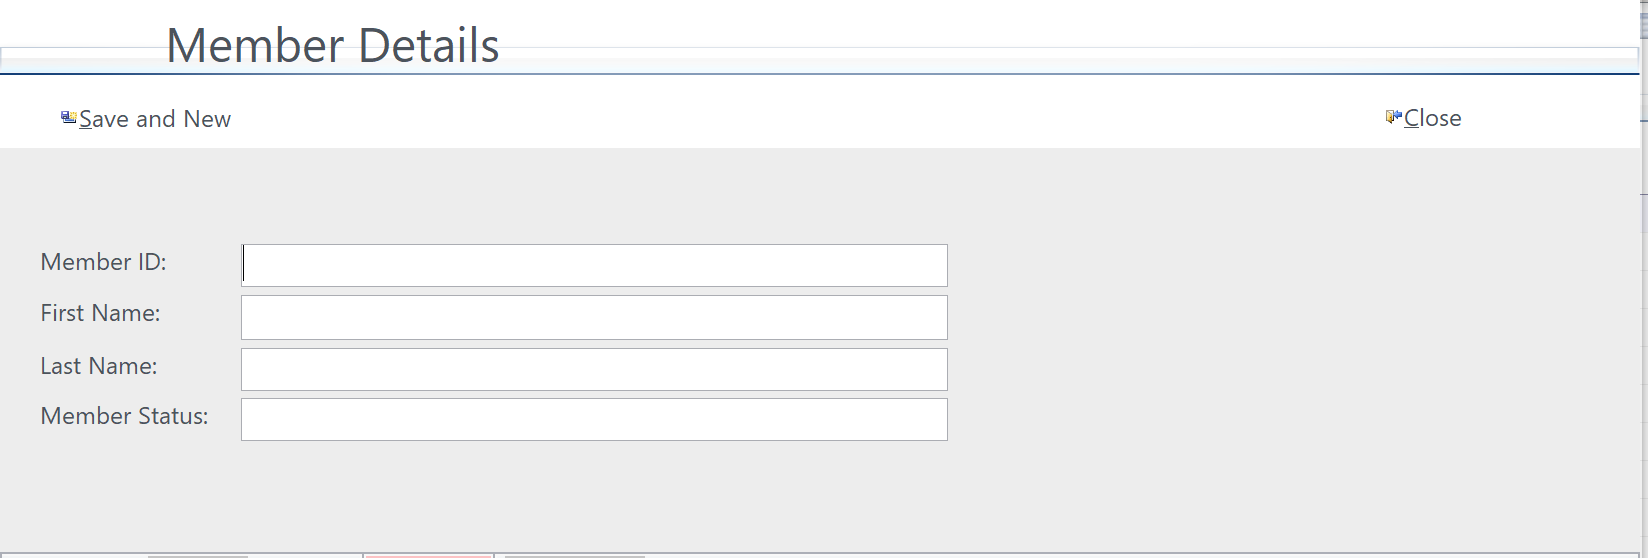 Member Details
Save and New
Close
Member ID:
First Name:
Last Name:
Member Status: